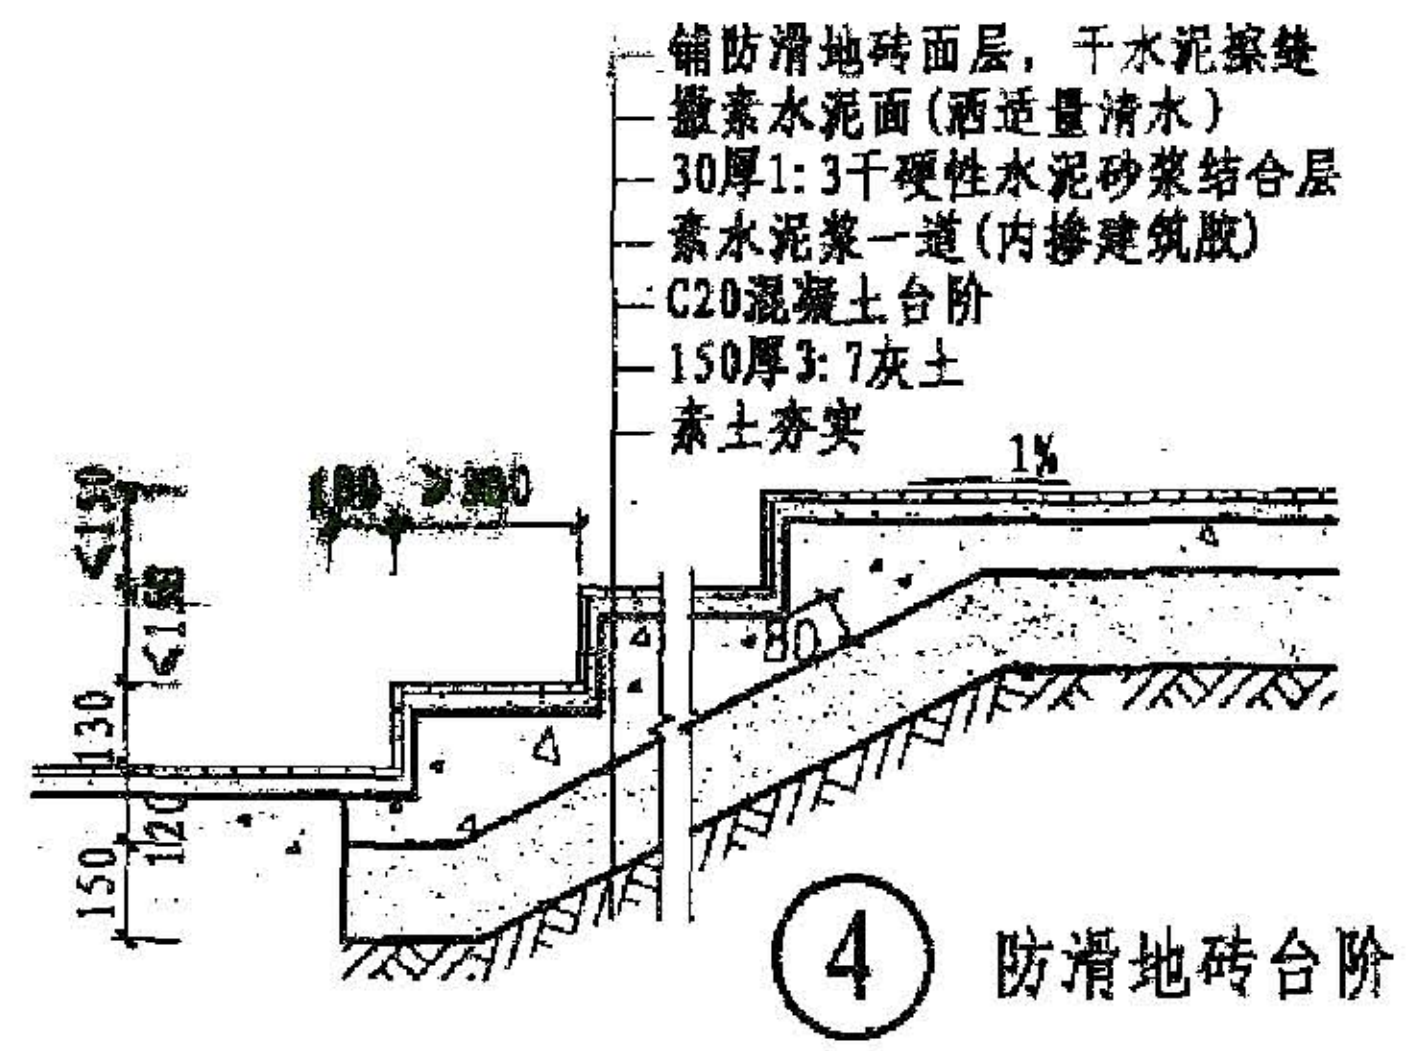 铺防滑地砖面层，干水泥擦缝
撒素水泥面(洒适量清水)
30厚1:3干硬性水泥砂浆结合层
素水泥浆一道(内掺建筑胶)
C20混凝土台阶
150厚3:7灰土
素土夯实
1%
<150
100
<150
80
130
120
150
4
防滑地砖台阶